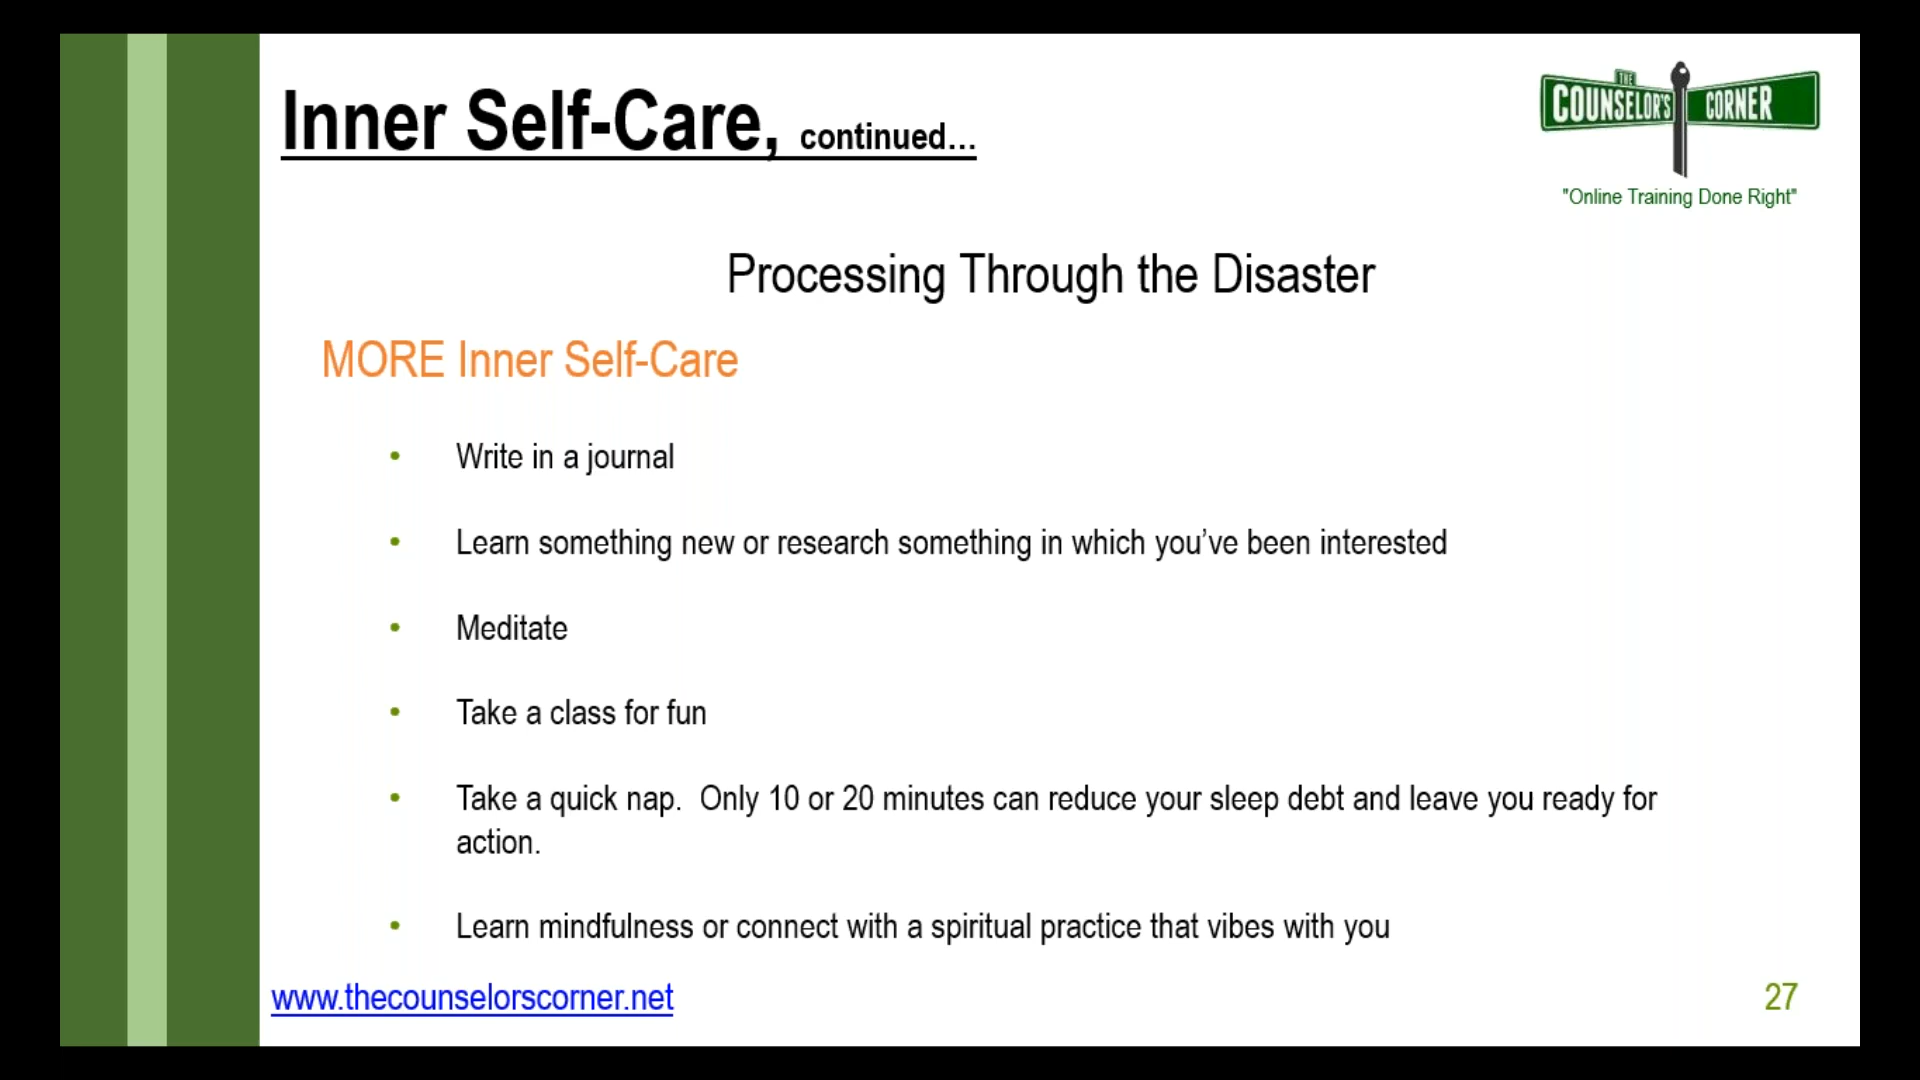 Inner Self-Care, continued...
THE
COUNSELOR'S CORNER
"Online Training Done Right"
Processing Through the Disaster
MORE Inner Self-Care
• Write in a journal
• Learn something new or research something in which you’ve been interested
• Meditate
• Take a class for fun
• Take a quick nap.  Only 10 or 20 minutes can reduce your sleep debt and leave you ready for
action.
• Learn mindfulness or connect with a spiritual practice that vibes with you
www.thecounselorscorner.net
27